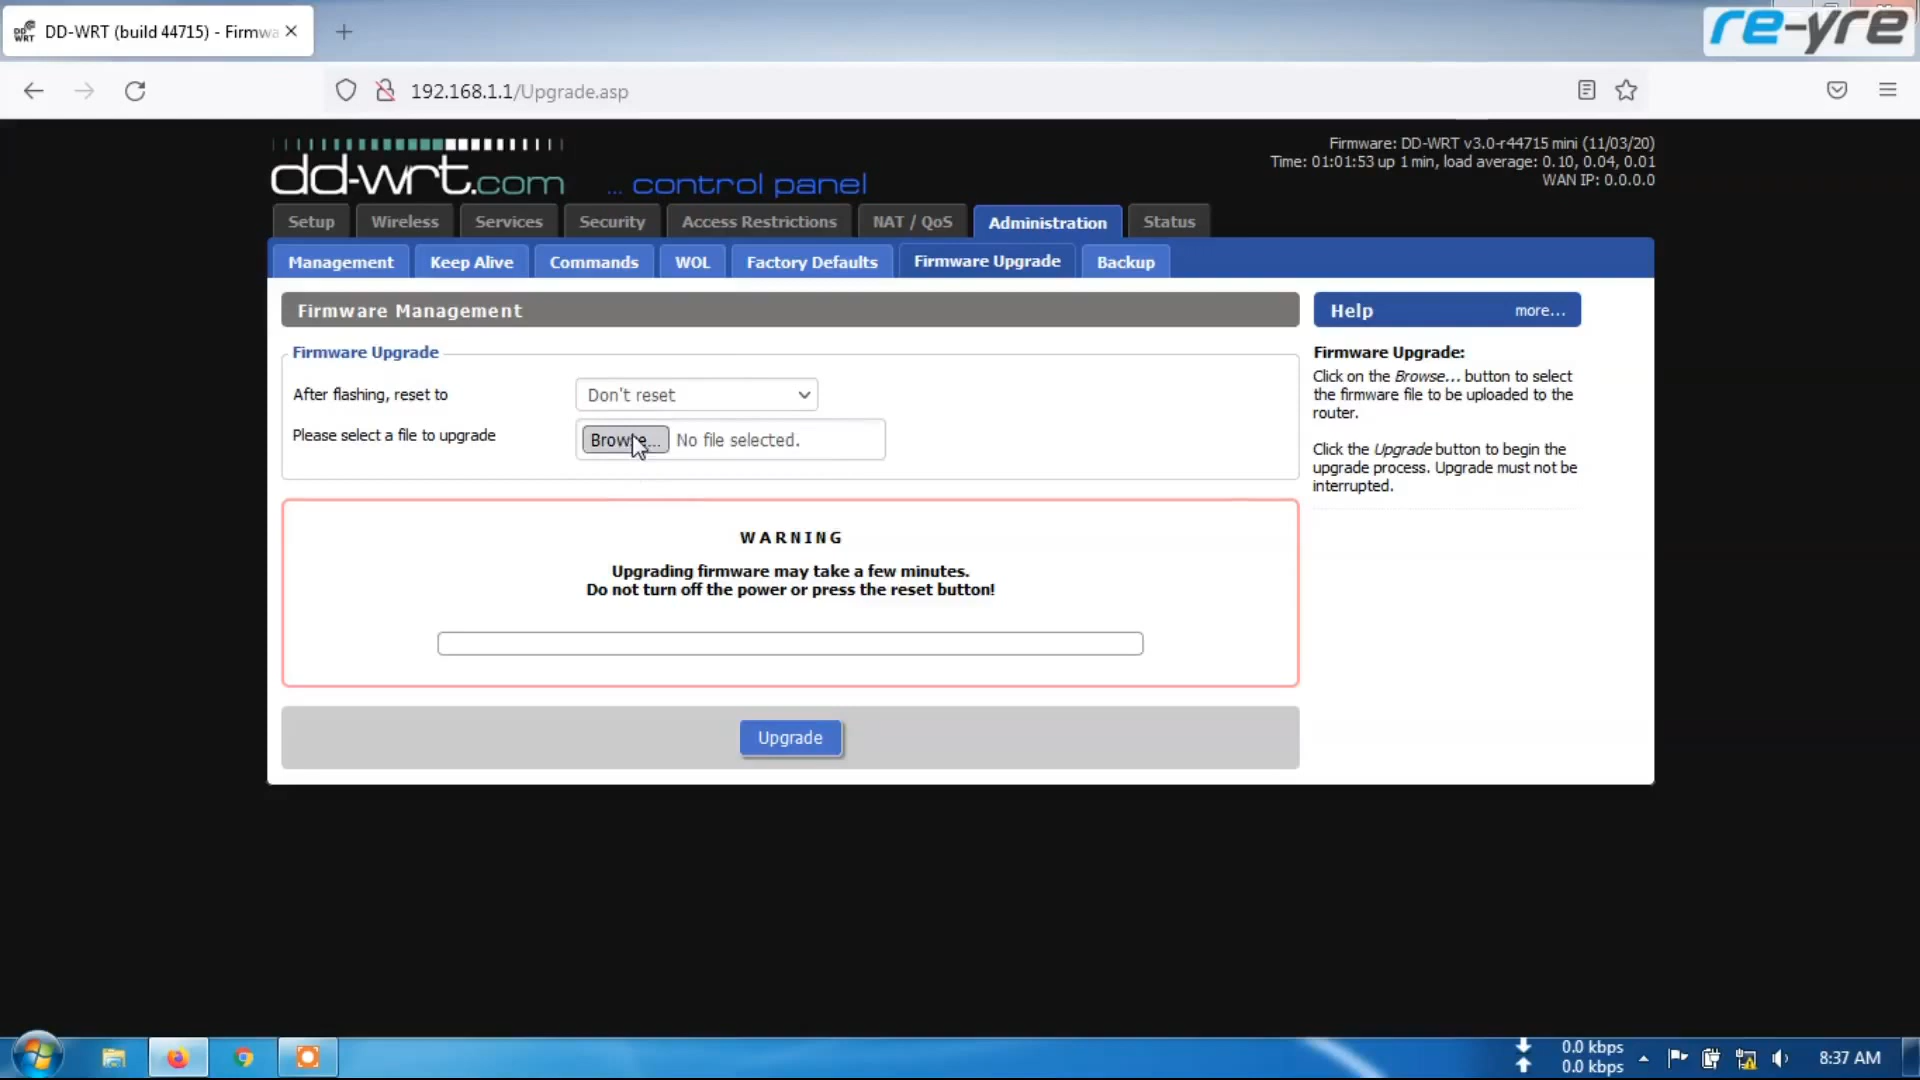 DD-WRT (build 44715) - Firmwa
re-yre
192.168.1.1/Upgrade.asp
dd-wrt.com ... control panel
Firmware: DD-WRT v3.0-r44715 mini (11/03/20)
Time: 01:01:53 up 1 min, load average: 0.10, 0.04, 0.01
WAN IP: 0.0.0.0
Setup Wireless Services Security Access Restrictions NAT / QoS Administration Status
Management Keep Alive Commands WOL Factory Defaults Firmware Upgrade Backup
Firmware Management
Firmware Upgrade
After flashing, reset to Don't reset
Please select a file to upgrade Browse... No file selected.
WARNING
Upgrading firmware may take a few minutes.
Do not turn off the power or press the reset button!
Upgrade
Help more...
Firmware Upgrade:
Click on the Browse... button to select
the firmware file to be uploaded to the
router.
Click the Upgrade button to begin the
upgrade process. Upgrade must not be
interrupted.
0.0 kbps
0.0 kbps
8:37 AM